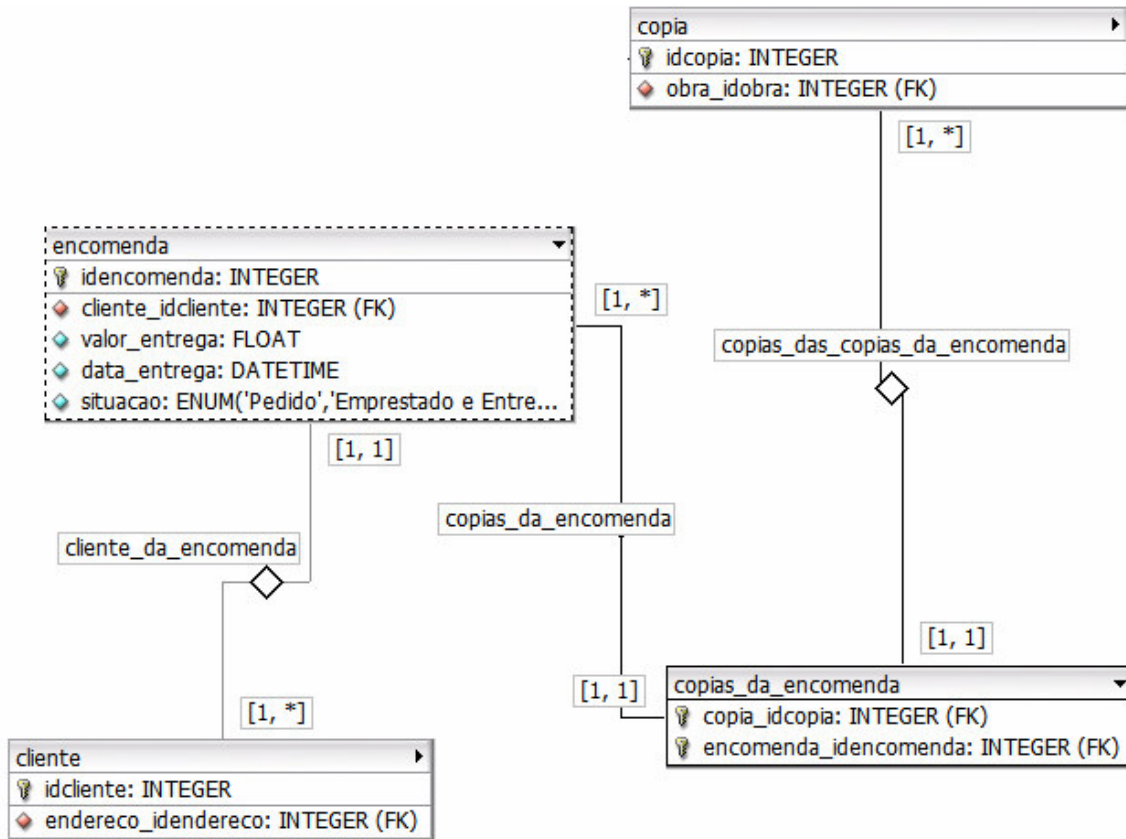 copia
idcopia: INTEGER
obra_idobra: INTEGER (FK)
[1, *]
encomenda
idencomenda: INTEGER
cliente_idcliente: INTEGER (FK)
valor_entrega: FLOAT
data_entrega: DATETIME
situacao: ENUM('Pedido','Emprestado e Entre...
[1, *]
copias_das_copias_da_encomenda
[1, 1]
copias_da_encomenda
cliente_da_encomenda
[1, 1]
[1, 1]
copias_da_encomenda
copia_idcopia: INTEGER (FK)
encomenda_idencomenda: INTEGER (FK)
[1, *]
cliente
idcliente: INTEGER
endereco_idendereco: INTEGER (FK)